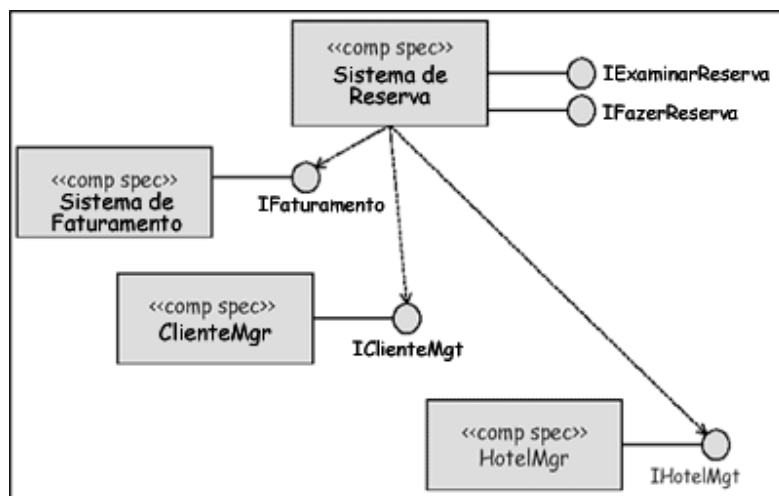 <<comp spec>>
Sistema de
Reserva
IExaminarReserva
IFazerReserva
<<comp spec>>
Sistema de
Faturamento
IFaturamento
<<comp spec>>
ClienteMgr
IClienteMgt
<<comp spec>>
HotelMgr
IHotelMgt